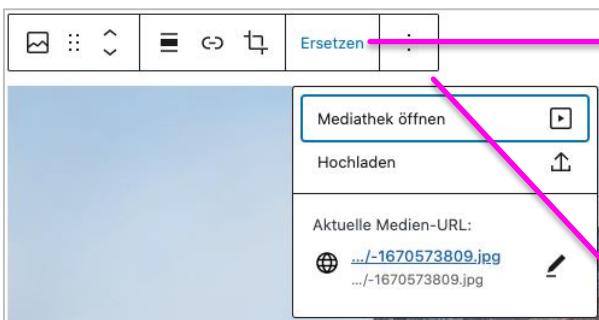 Ersetzen
Mediathek öffnen
Hochladen
Aktuelle Medien-URL:
.../-1670573809.jpg
.../-1670573809.jpg